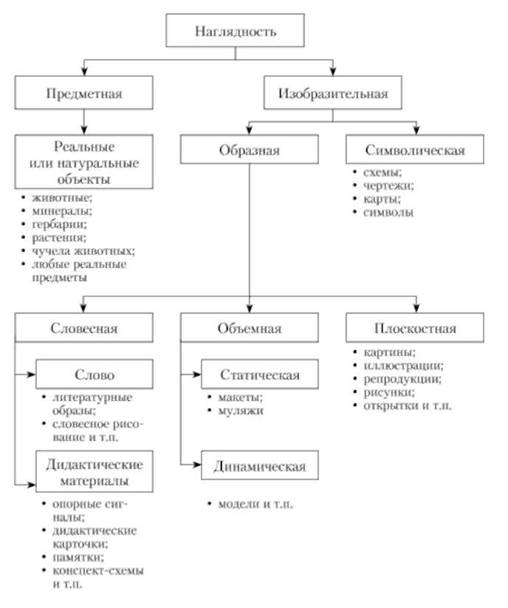 Наглядность
Предметная
Изобразительная
Реальные
или натуральные
объекты
• животные;
• минералы;
• гербарии;
• растения;
• чучела животных;
• любые реальные
предметы
Образная
Символическая
• схемы;
• чертежи;
• карты;
• символы
Словесная
Объемная
Плоскостная
Слово
• литературные
образы;
• словесное рисо-
вание и т.п.
Дидактические
материалы
• опорные сиг-
налы;
• дидактические
карточки;
• памятки;
• конспект-схемы
и т.п.
Статическая
• макеты;
• муляжи
Динамическая
• модели и т.п.
• картины;
• иллюстрации;
• репродукции;
• рисунки;
• открытки и т.п.